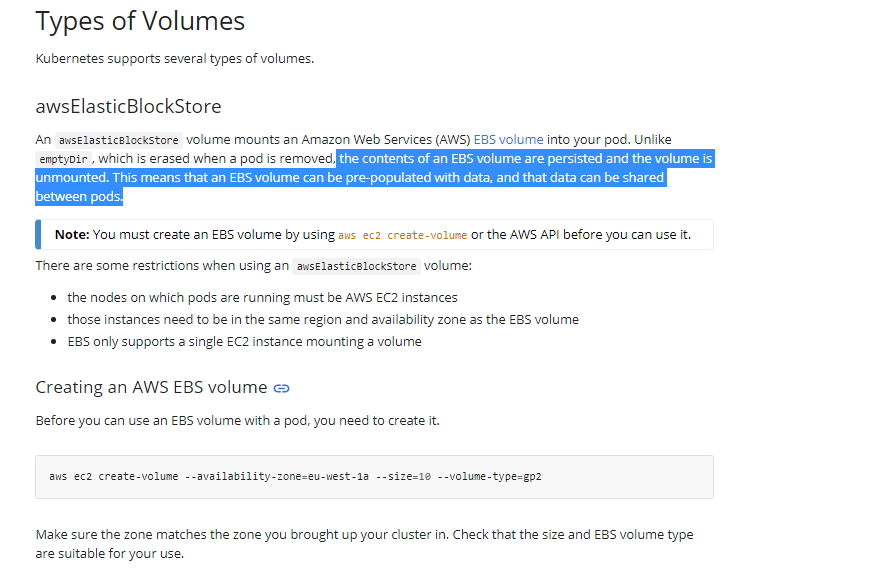 Types of Volumes
Kubernetes supports several types of volumes.
awsElasticBlockStore
An awsElasticBlockStore volume mounts an Amazon Web Services (AWS) EBS volume into your pod. Unlike
emptyDir , which is erased when a pod is removed, the contents of an EBS volume are persisted and the volume is
unmounted. This means that an EBS volume can be pre-populated with data, and that data can be shared
between pods.
Note: You must create an EBS volume by using aws ec2 create-volume or the AWS API before you can use it.
There are some restrictions when using an awsElasticBlockStore volume:
• the nodes on which pods are running must be AWS EC2 instances
• those instances need to be in the same region and availability zone as the EBS volume
• EBS only supports a single EC2 instance mounting a volume
Creating an AWS EBS volume
Before you can use an EBS volume with a pod, you need to create it.
aws ec2 create-volume --availability-zone=eu-west-1a --size=10 --volume-type=gp2
Make sure the zone matches the zone you brought up your cluster in. Check that the size and EBS volume type
are suitable for your use.